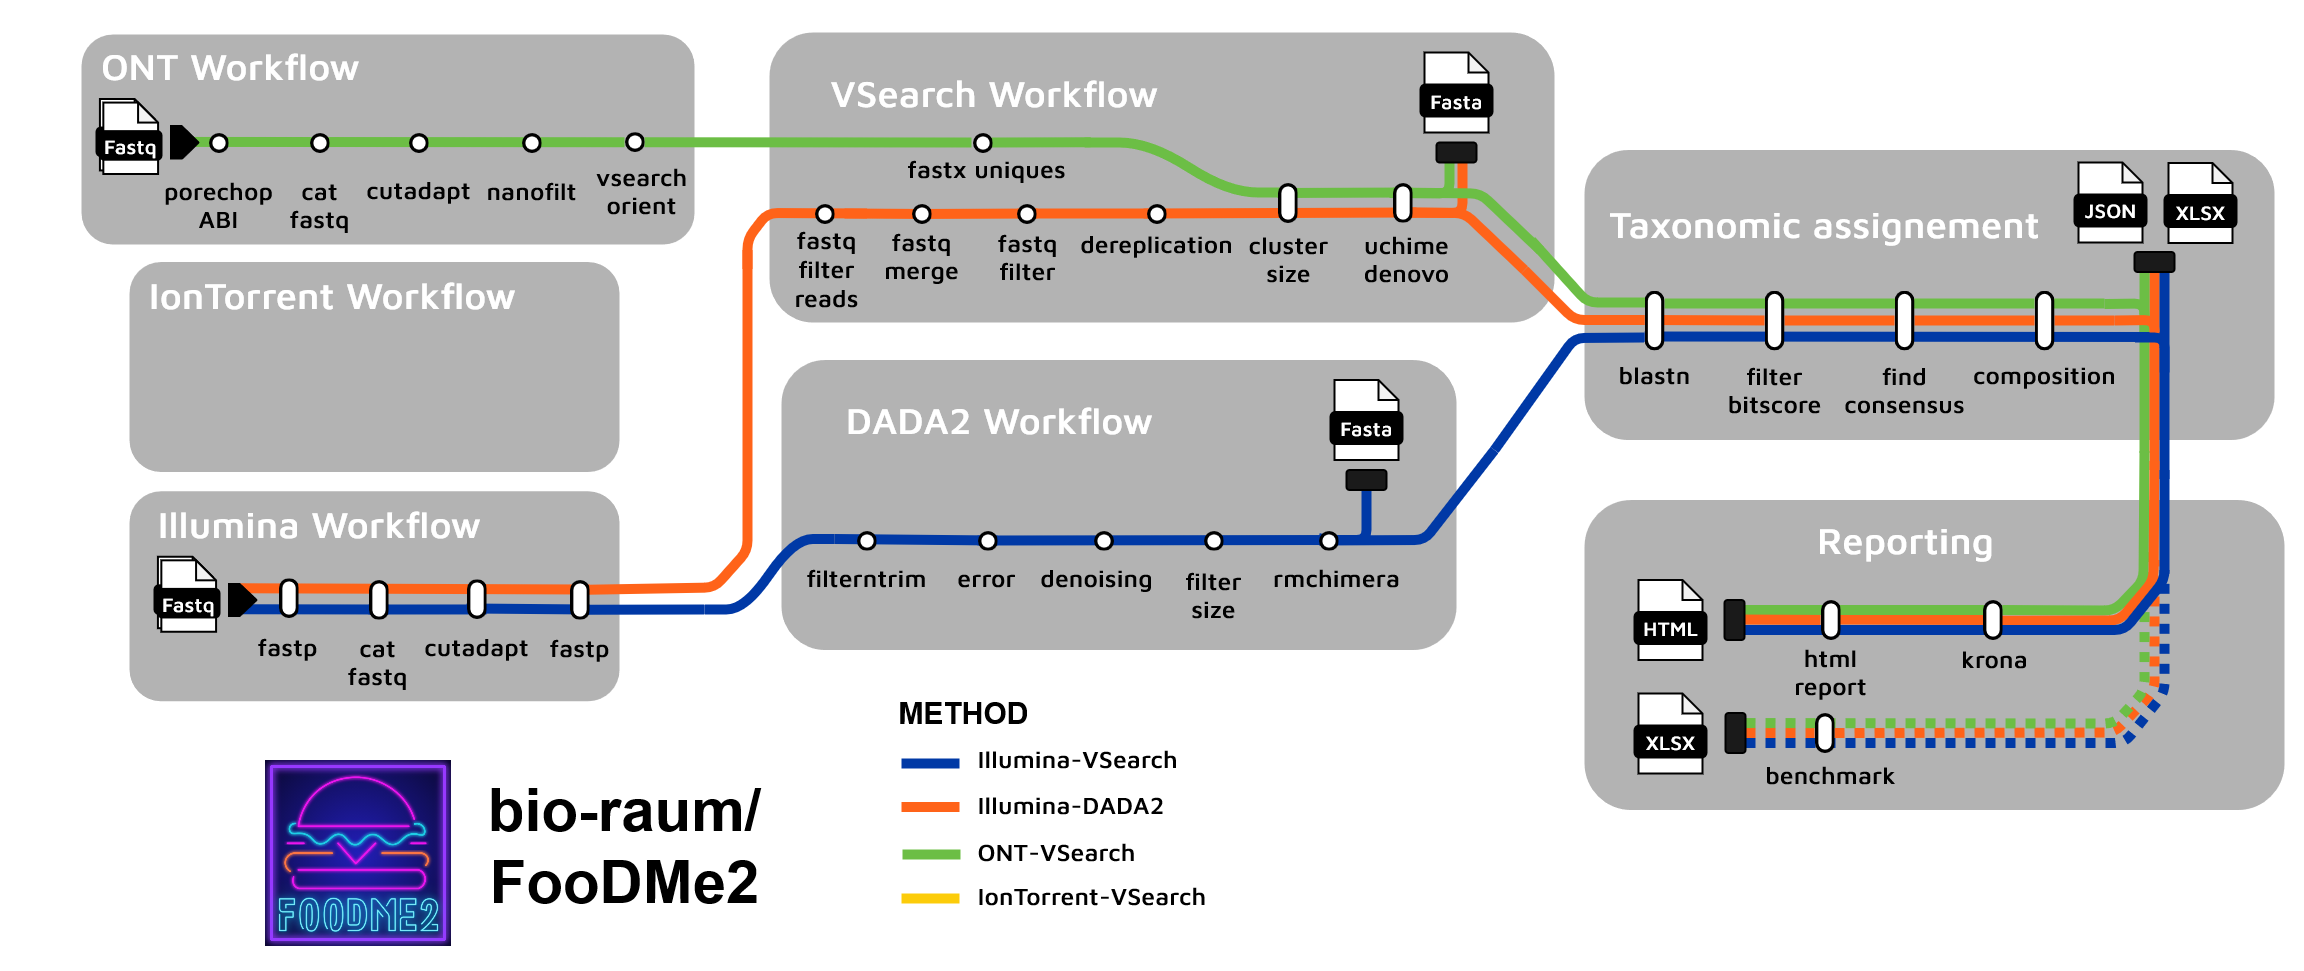 ONT Workflow
Fastq
porechop
ABI
cat
fastq
cutadapt
nanofilt
vsearch
orient
IonTorrent Workflow
Illumina Workflow
Fastq
fastp
cat
fastq
cutadapt
fastp
VSearch Workflow
Fasta
fastx uniques
fastq
filter
reads
fastq
merge
fastq
filter
dereplication
cluster
size
uchime
denovo
DADA2 Workflow
Fasta
filterntrim
error
denoising
filter
size
rmchimera
Taxonomic assignement
JSON
XLSX
blastn
filter
bitscore
find
consensus
composition
Reporting
HTML
html
report
krona
XLSX
benchmark
METHOD
Illumina-VSearch
Illumina-DADA2
ONT-VSearch
IonTorrent-VSearch
FOODME2
bio-raum/
FooDMe2